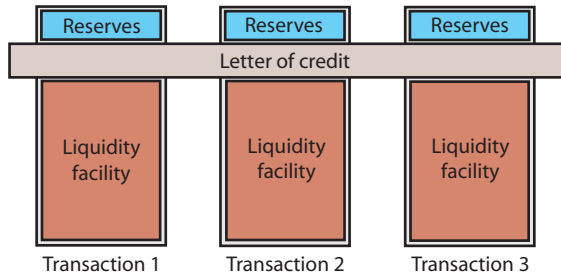 Reserves
Reserves
Reserves
Letter of credit
Liquidity
facility
Liquidity
facility
Liquidity
facility
Transaction 1
Transaction 2
Transaction 3